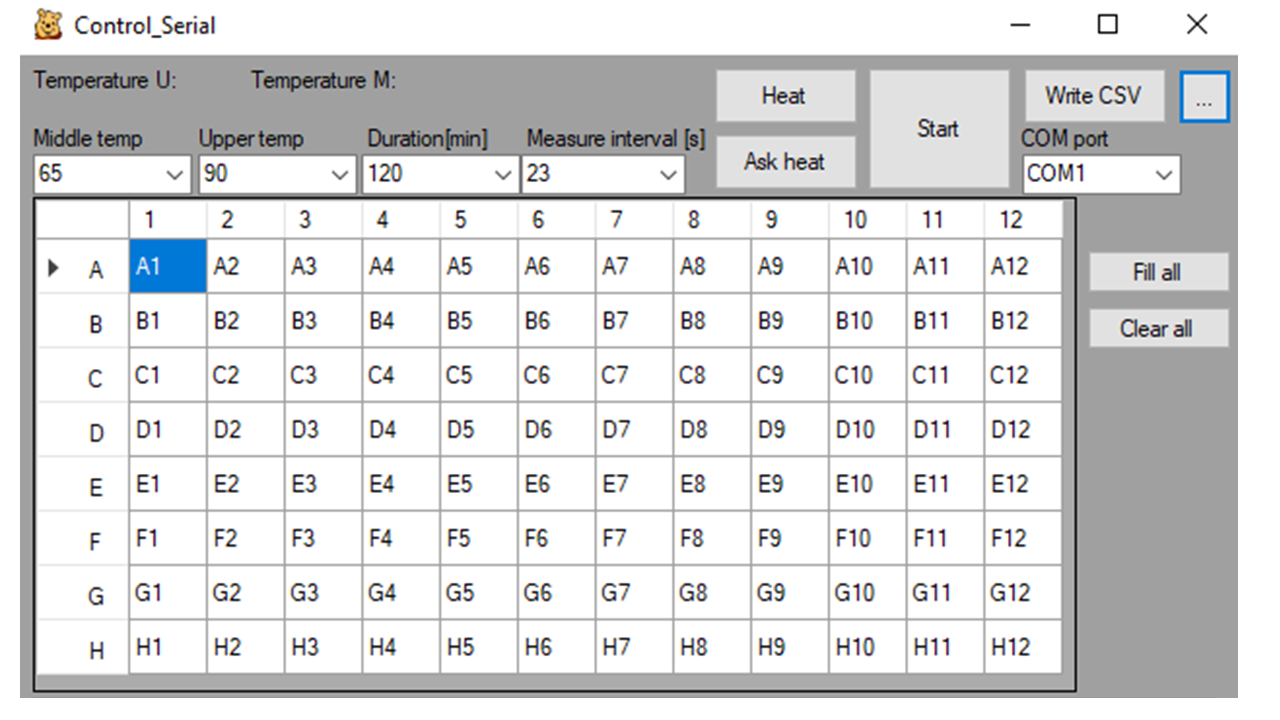 Control_Serial
Temperature U: Temperature M:
Heat
Start
Write CSV
...
Middle temp Upper temp Duration[min] Measure interval [s]
Ask heat
COM port
65 90 120 23
COM1
1 2 3 4 5 6 7 8 9 10 11 12
A A1 A2 A3 A4 A5 A6 A7 A8 A9 A10 A11 A12
Fill all
B B1 B2 B3 B4 B5 B6 B7 B8 B9 B10 B11 B12
Clear all
C C1 C2 C3 C4 C5 C6 C7 C8 C9 C10 C11 C12
D D1 D2 D3 D4 D5 D6 D7 D8 D9 D10 D11 D12
E E1 E2 E3 E4 E5 E6 E7 E8 E9 E10 E11 E12
F F1 F2 F3 F4 F5 F6 F7 F8 F9 F10 F11 F12
G G1 G2 G3 G4 G5 G6 G7 G8 G9 G10 G11 G12
H H1 H2 H3 H4 H5 H6 H7 H8 H9 H10 H11 H12